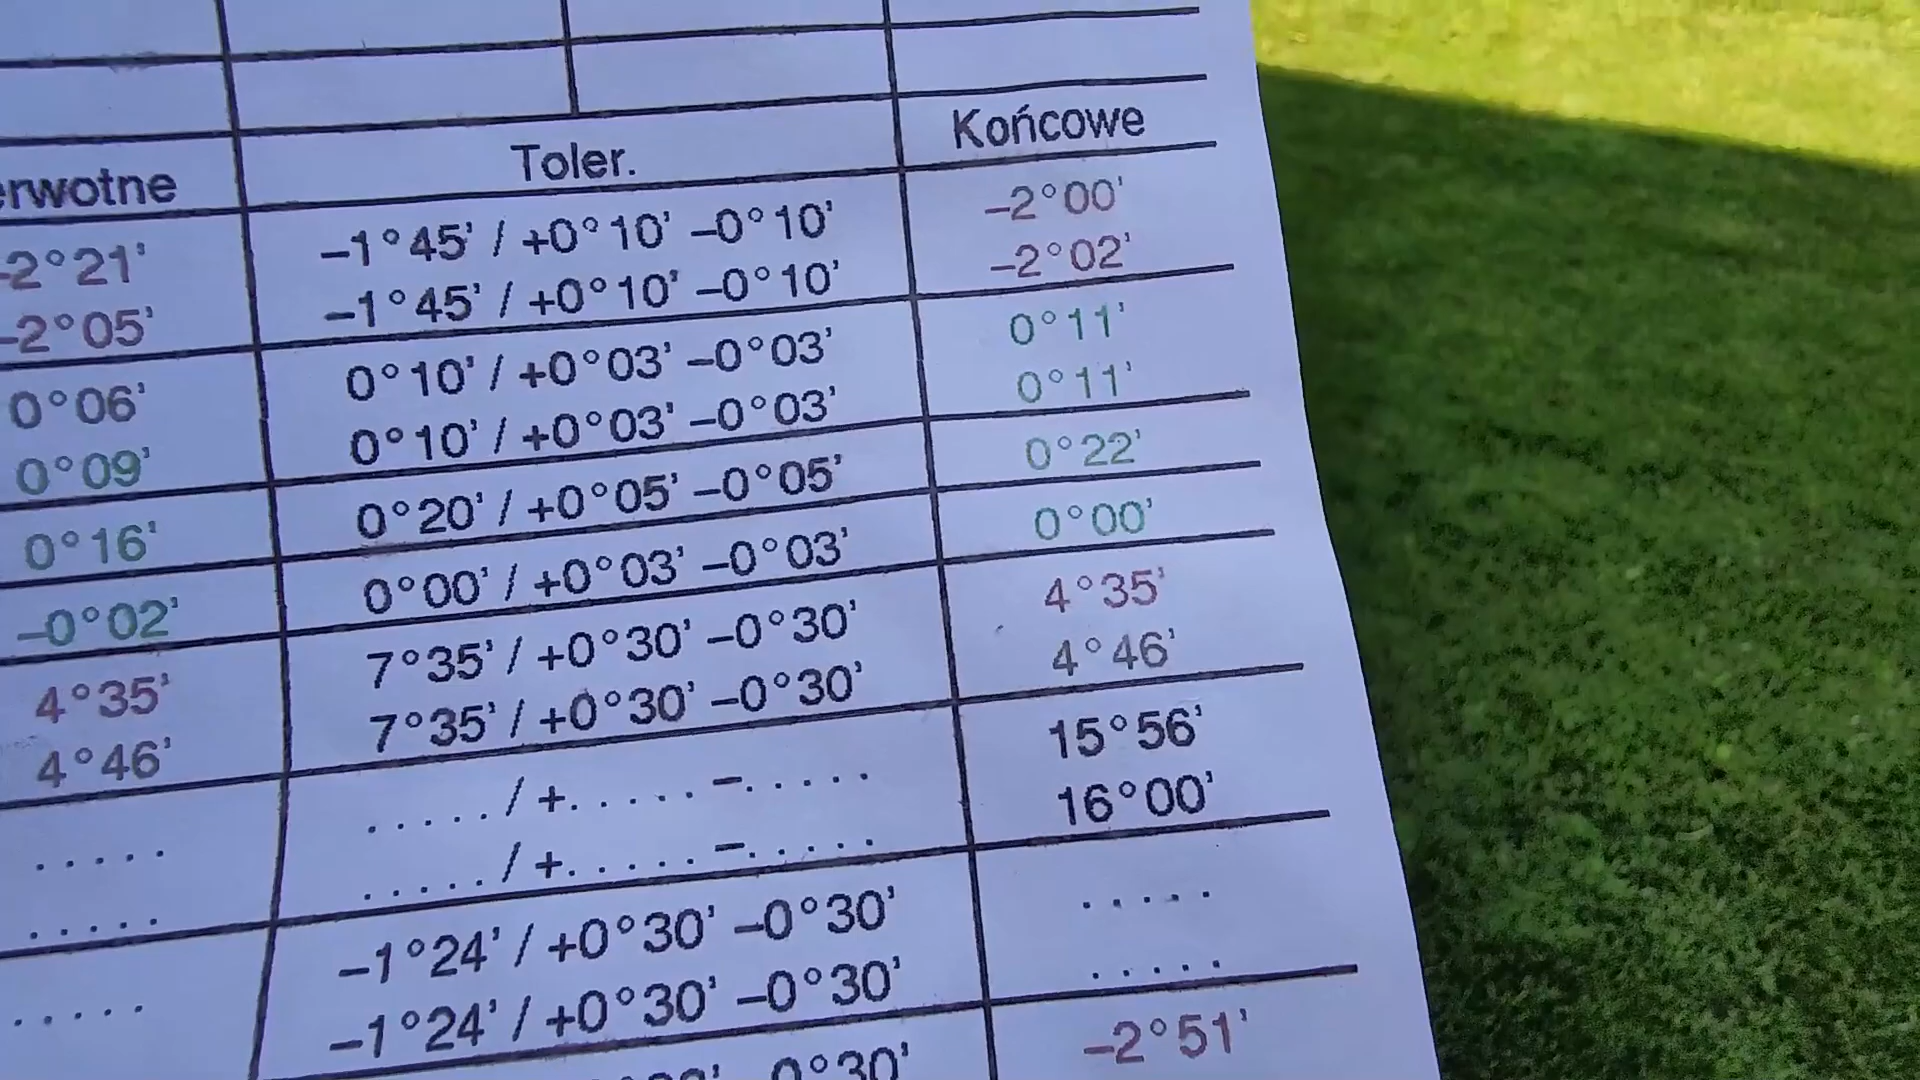 erwotne Toler. Końcowe
-2°21' –1°45' / +0°10' –0°10' –2°00'
–2°05' –1°45' / +0°10' –0°10' –2°02'
0°06' 0°10' / +0°03' –0°03' 0°11'
0°09' 0°10' / +0°03' –0°03' 0°11'
0°16' 0°20' / +0°05' –0°05' 0°22'
–0°02' 0°00' / +0°03' –0°03' 0°00'
4°35' 7°35' / +0°30' –0°30' 4°35'
4°46' 7°35' / +0°30' –0°30' 4°46'
..... ...../+.....–..... 15°56'
..... ...../+.....–..... 16°00'
..... –1°24' / +0°30' –0°30' .....
–1°24' / +0°30' –0°30' .....
0°30' –2°51'